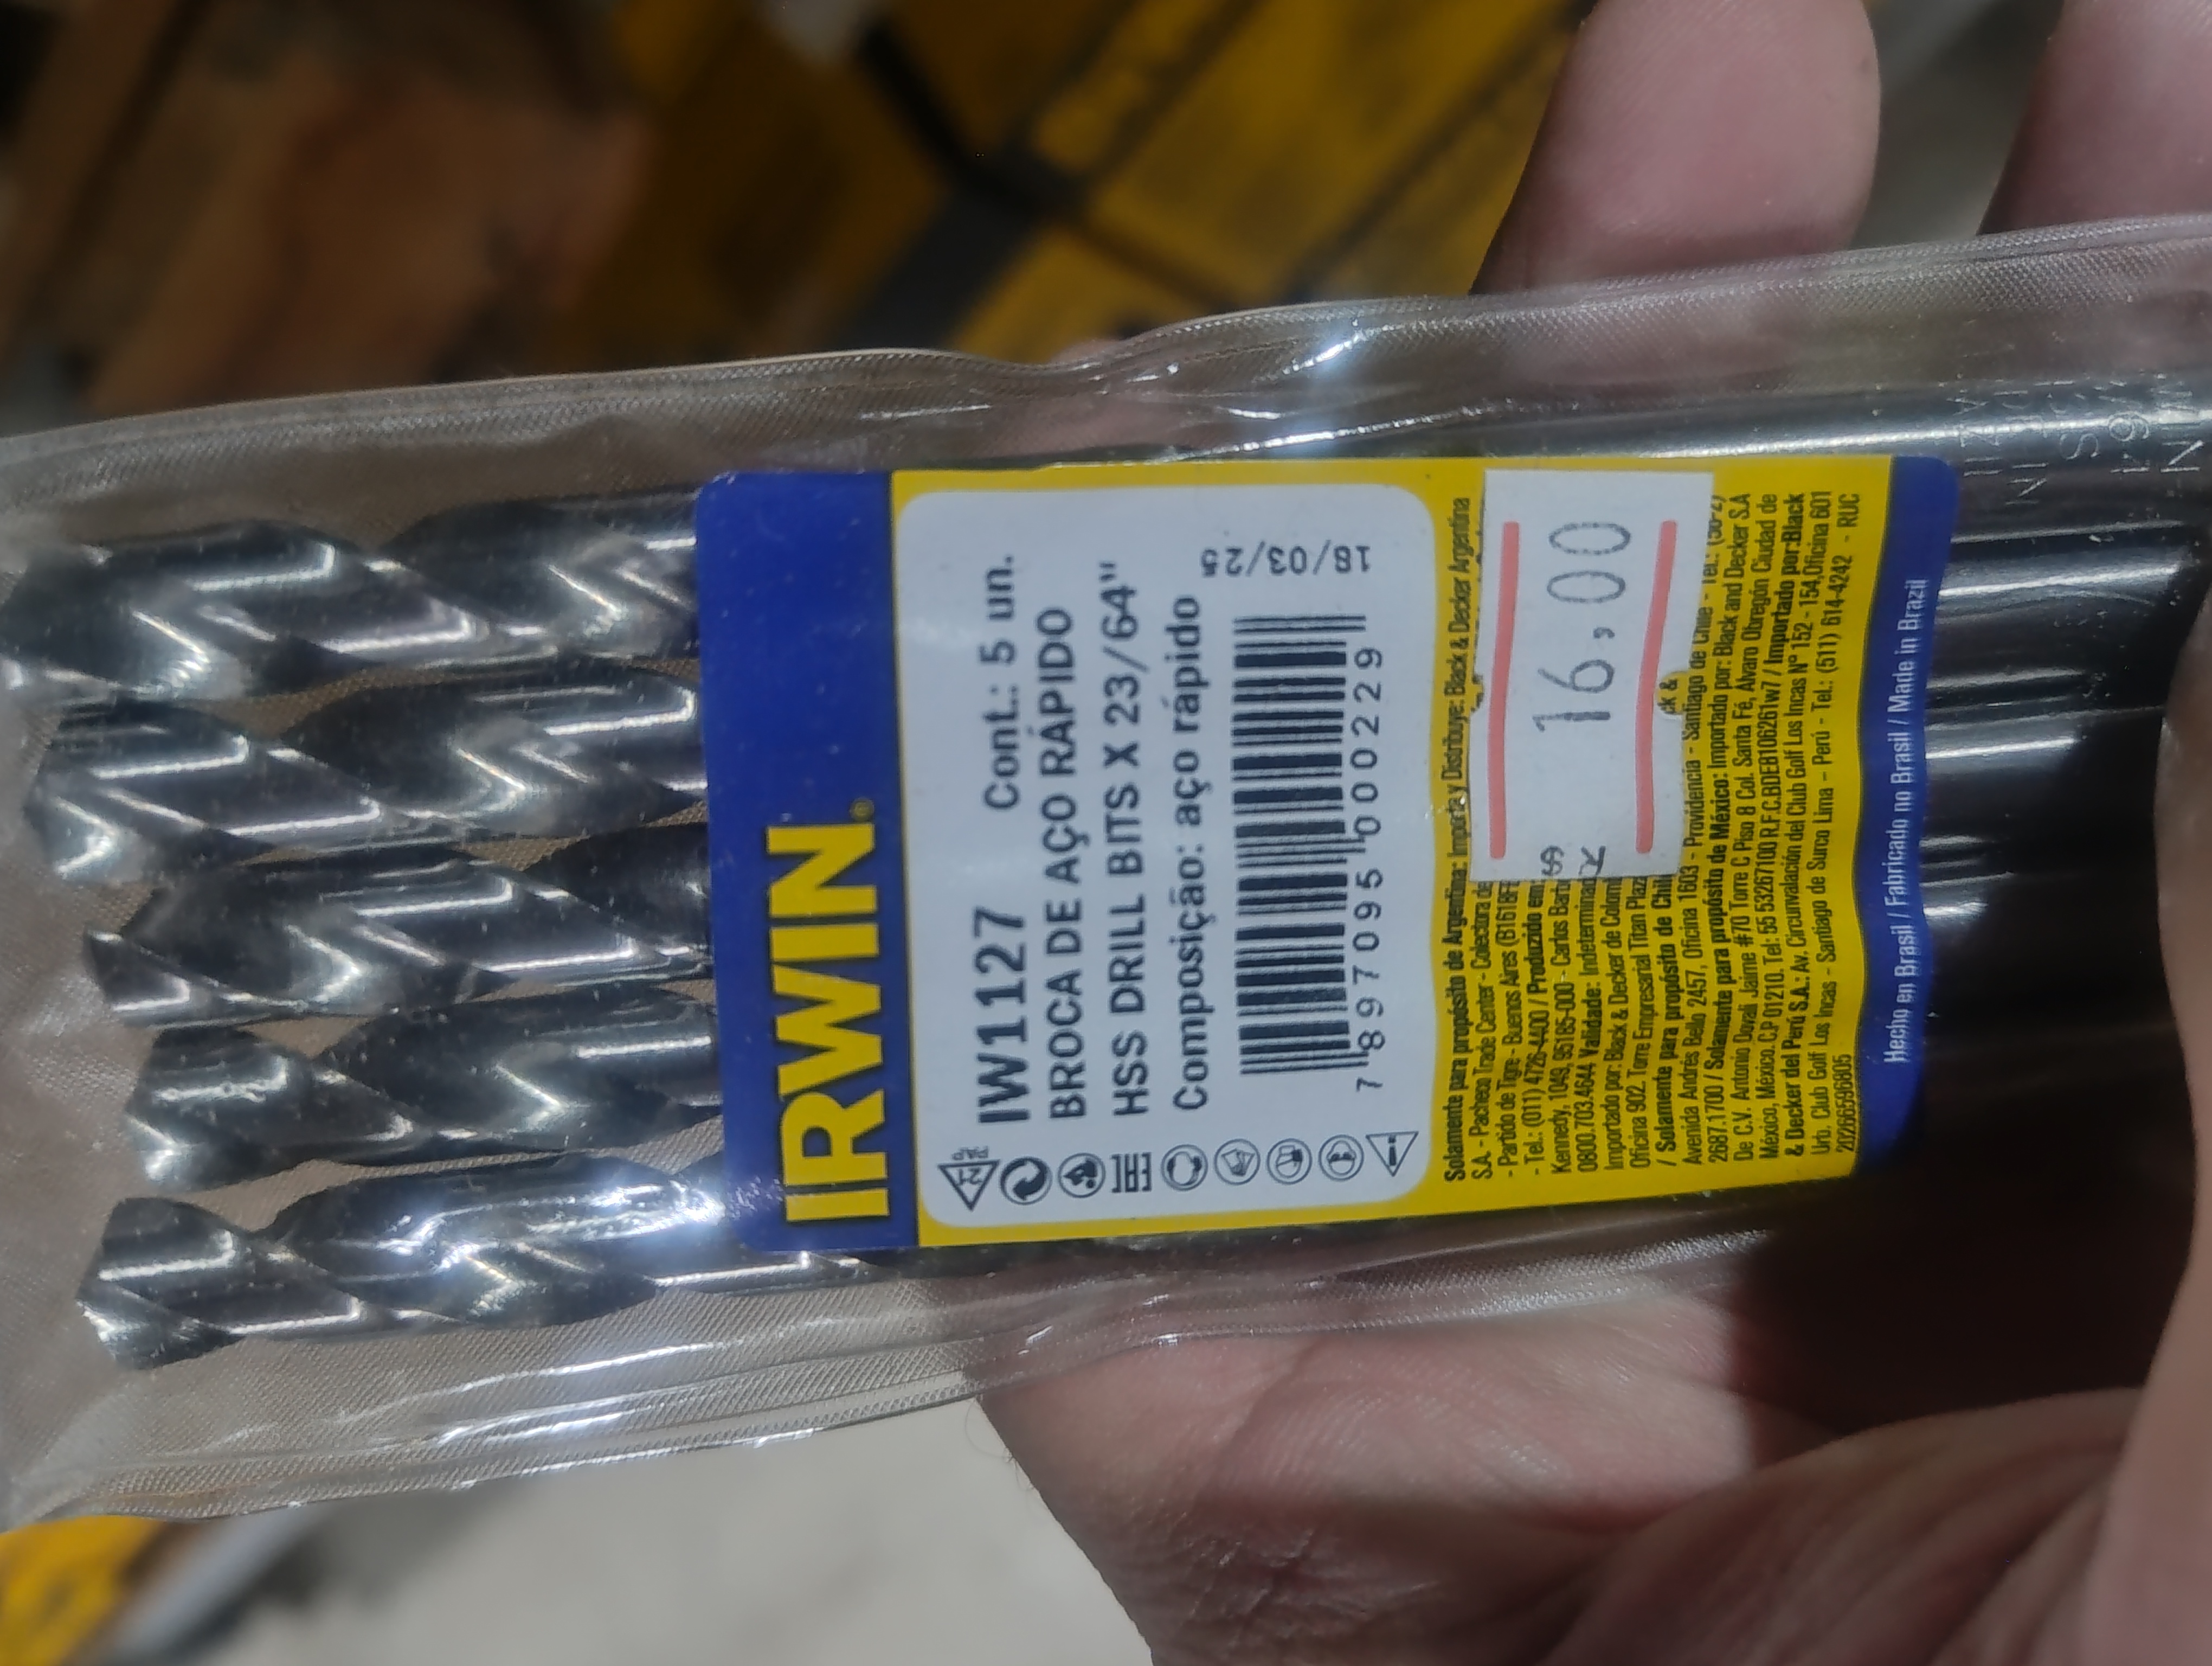 IRWIN®
21
PAP
EAC
IW1127 Cont.: 5 un.
BROCA DE AÇO RÁPIDO
HSS DRILL BITS X 23/64"
Composição: aço rápido
18/03/25
7 897095 000229
Solamente para propósito de Argentina: Importa y Distribuye: Black & Decker Argentina
S.A. - Pacheco Trade Center - Colectora de
- Partido de Tigre - Buenos Aires (B1618F
- Tel.: (011) 4726-4400 / Produzido em:
Kennedy, 1049, 95185-000 - Carlos Barb
0800.703.4644 Validade: Indeterminad
Importado por: Black & Decker de Colom
Oficina 902. Torre Empresarial Titan Plaz
/ Solamente para propósito de Chil ck &
R$ 16,00
Avenida Andrés Bello 2457, Oficina 1603 - Providencia - Santiago de Chile - Tel.: (56-2)
2687.1700 / Solamente para propósito de México: Importado por: Black and Decker S.A
De C.V. Antonio Dovali Jaime #70 Torre C Piso 8 Col. Santa Fé, Álvaro Obregón Ciudad de
México, México. C.P 01210. Tel: 55 53267100 R.F.C.BDE8106261w7 / Importado por:Black
& Decker del Perú S.A.: Av. Circunvalación del Club Golf Los Incas N° 152 - 154,Oficina 601
Urb. Club Golf Los Incas - Santiago de Surco Lima - Perú - Tel.: (511) 614-4242 - RUC
20266596805
Hecho en Brasil / Fabricado no Brasil / Made in Brazil